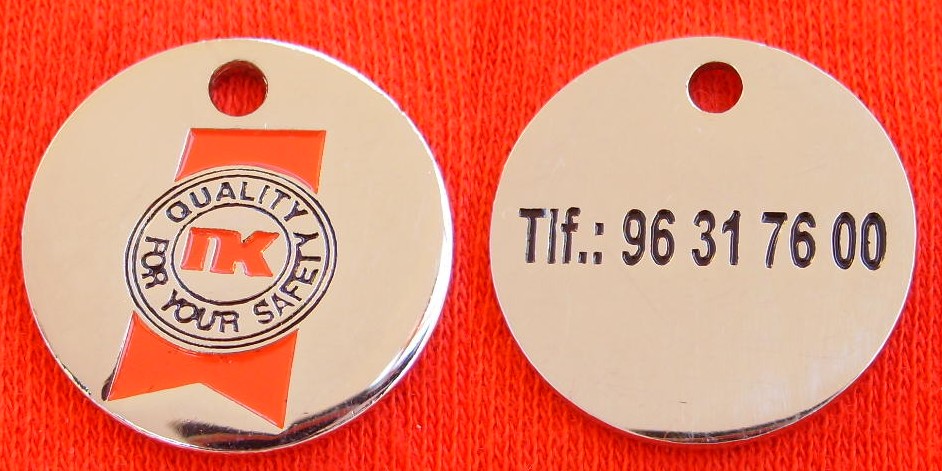 QUALITY
NK
FOR YOUR SAFETY
Tlf.: 96 31 76 00